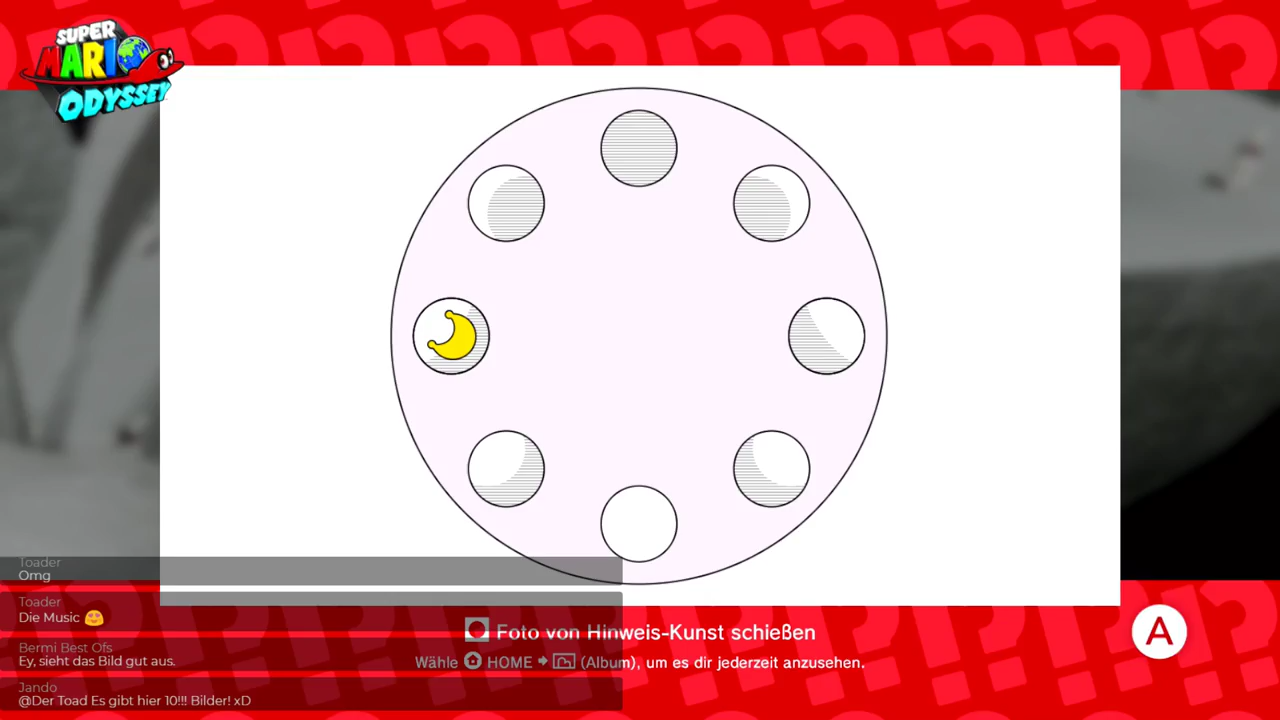 SUPER
MARIO
ODYSSEY
Toader
Omg
Toader
Die Music
Bermi Best Ofs
Ey, sieht das Bild gut aus.
Jando
@Der Toad Es gibt hier 10!!! Bilder! xD
Foto von Hinweis-Kunst schießen
Wähle HOME (Album), um es dir jederzeit anzusehen.
A